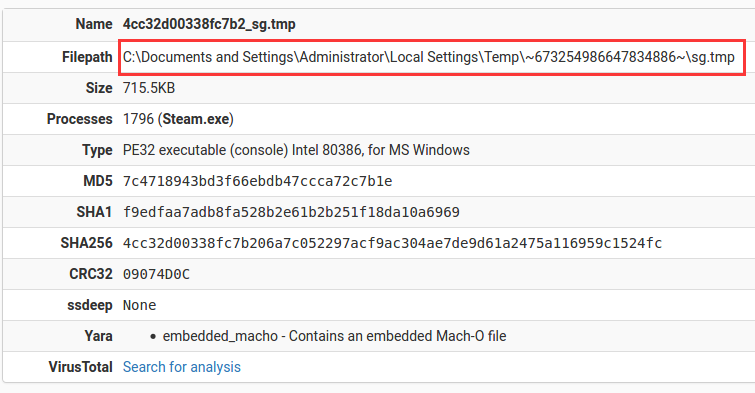 Name 4cc32d00338fc7b2_sg.tmp
Filepath C:\Documents and Settings\Administrator\Local Settings\Temp\~673254986647834886~\sg.tmp
Size 715.5KB
Processes 1796 (Steam.exe)
Type PE32 executable (console) Intel 80386, for MS Windows
MD5 7c4718943bd3f66ebdb47ccca72c7b1e
SHA1 f9edfaa7adb8fa528b2e61b2b251f18da10a6969
SHA256 4cc32d00338fc7b206a7c052297acf9ac304ae7de9d61a2475a116959c1524fc
CRC32 09074D0C
ssdeep None
Yara • embedded_macho - Contains an embedded Mach-O file
VirusTotal Search for analysis